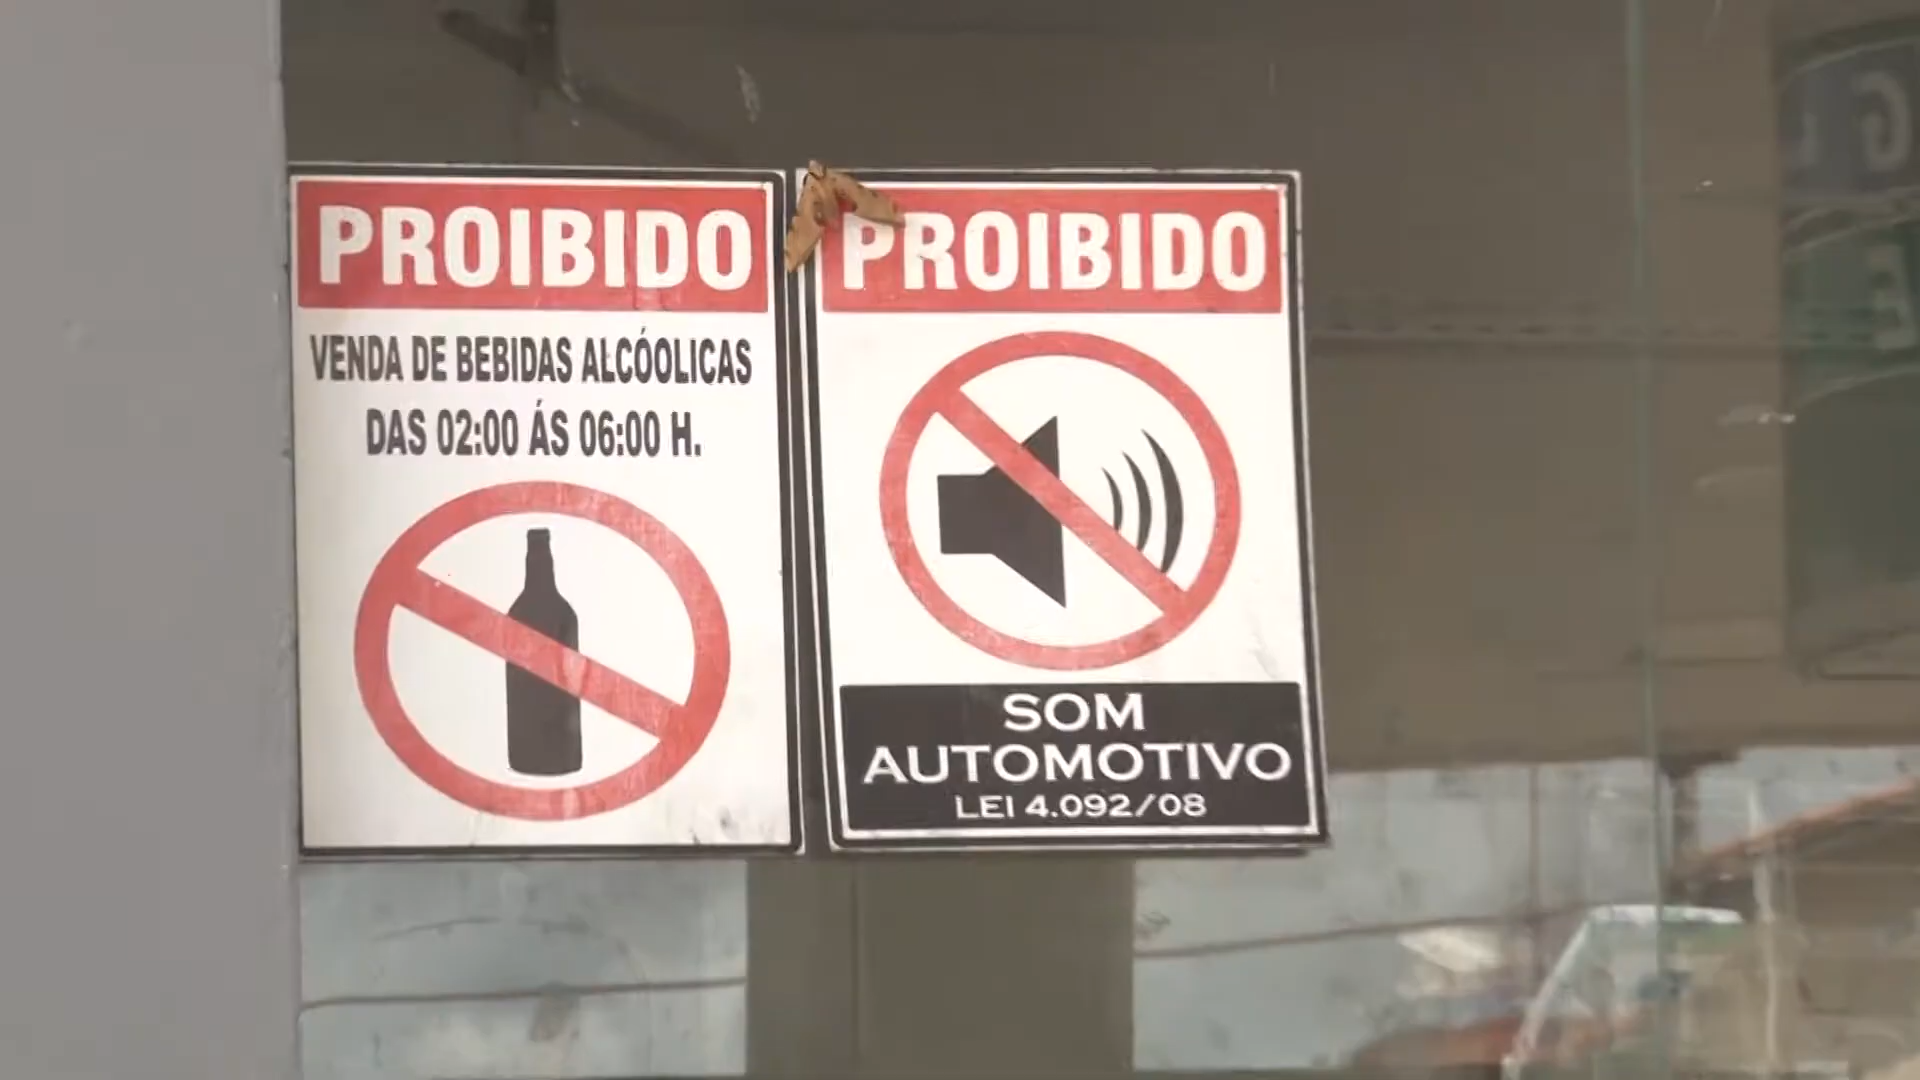 PROIBIDO
VENDA DE BEBIDAS ALCÓOLICAS
DAS 02:00 ÁS 06:00 H.
PROIBIDO
SOM
AUTOMOTIVO
LEI 4.092/08